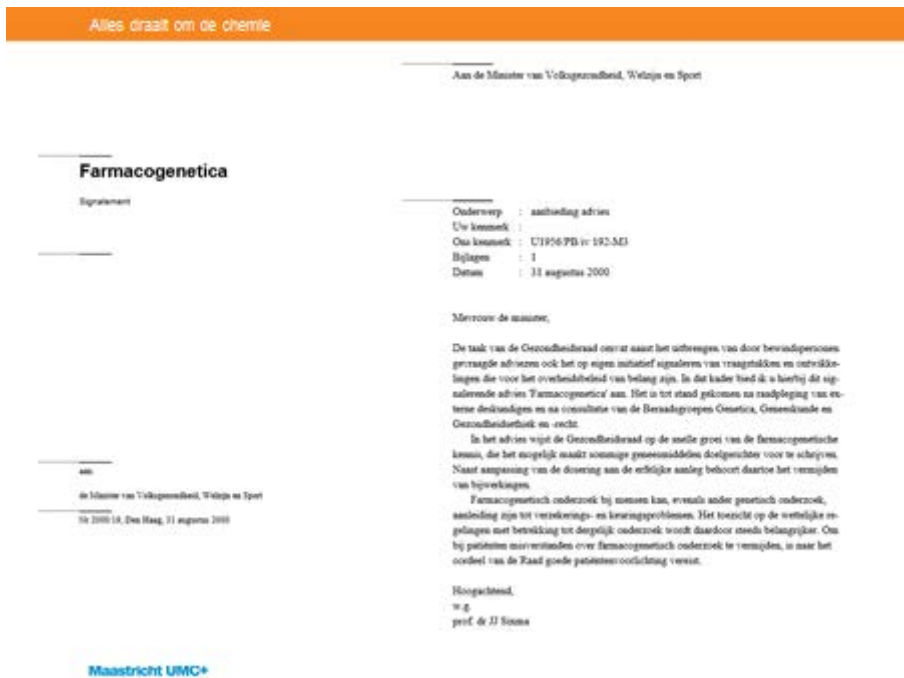 Alles draait om de chemie
Farmacogenetica
Signalement
aan
de Minister van Volksgezondheid, Welzijn en Sport
Nr 2000/19, Den Haag, 31 augustus 2000
Aan de Minister van Volksgezondheid, Welzijn en Sport
Onderwerp : aanbieding advies
Uw kenmerk :
Ons kenmerk : U1956/PB/iv 192-M3
Bijlagen : 1
Datum : 31 augustus 2000
Mevrouw de minister,
De taak van de Gezondheidsraad omvat naast het uitbrengen van door bewindspersonen
gevraagde adviezen ook het op eigen initiatief signaleren van vraagstukken en ontwikke-
lingen die voor het overheidsbeleid van belang zijn. In dat kader bied ik u hierbij dit sig-
nalerende advies 'Farmacogenetica' aan. Het is tot stand gekomen na raadpleging van ex-
terne deskundigen en na consultatie van de Beraadsgroepen Genetica, Geneeskunde en
Gezondheidsethiek en -recht.
In het advies wijst de Gezondheidsraad op de snelle groei van de farmacogenetische
kennis, die het mogelijk maakt sommige geneesmiddelen doelgerichter voor te schrijven.
Naast aanpassing van de dosering aan de erfelijke aanleg behoort daartoe het vermijden
van bijwerkingen.
Farmacogenetisch onderzoek bij mensen kan, evenals ander genetisch onderzoek,
aanleiding zijn tot verzekerings- en keuringsproblemen. Het toezicht op de wettelijke re-
gelingen met betrekking tot dergelijk onderzoek wordt daardoor steeds belangrijker. Om
bij patiënten misverstanden over farmacogenetisch onderzoek te vermijden, is naar het
oordeel van de Raad goede patiëntenvoorlichting vereist.
Hoogachtend,
w.g.
prof. dr JJ Sixma
Maastricht UMC+